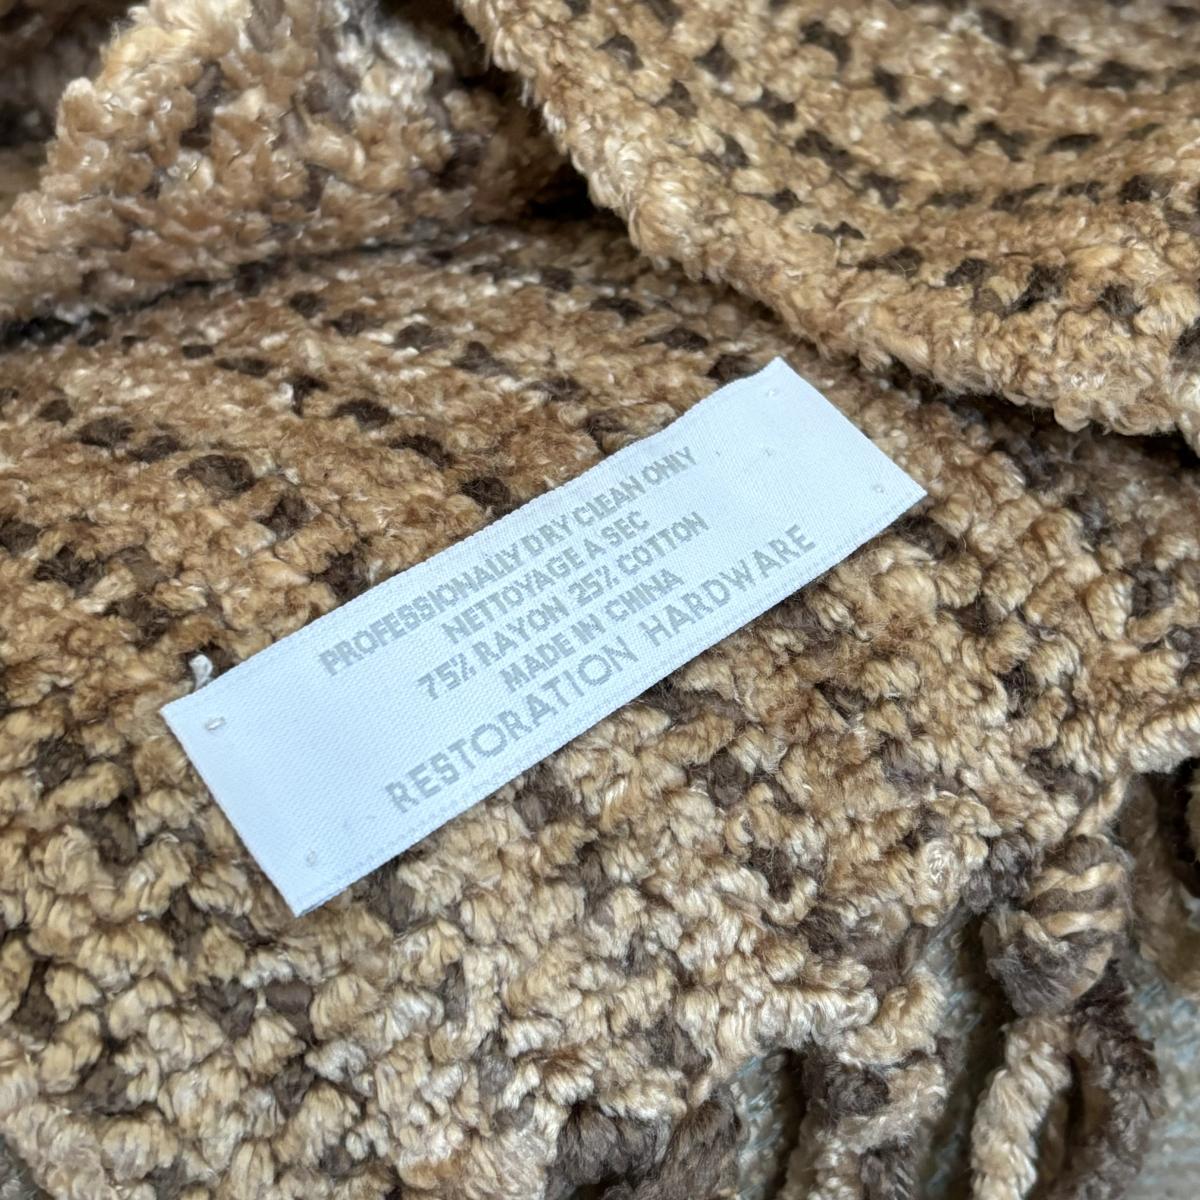 PROFESSIONALLY DRY CLEAN ONLY
NETTOYAGE A SEC
75% RAYON 25% COTTON
MADE IN CHINA
RESTORATION HARDWARE